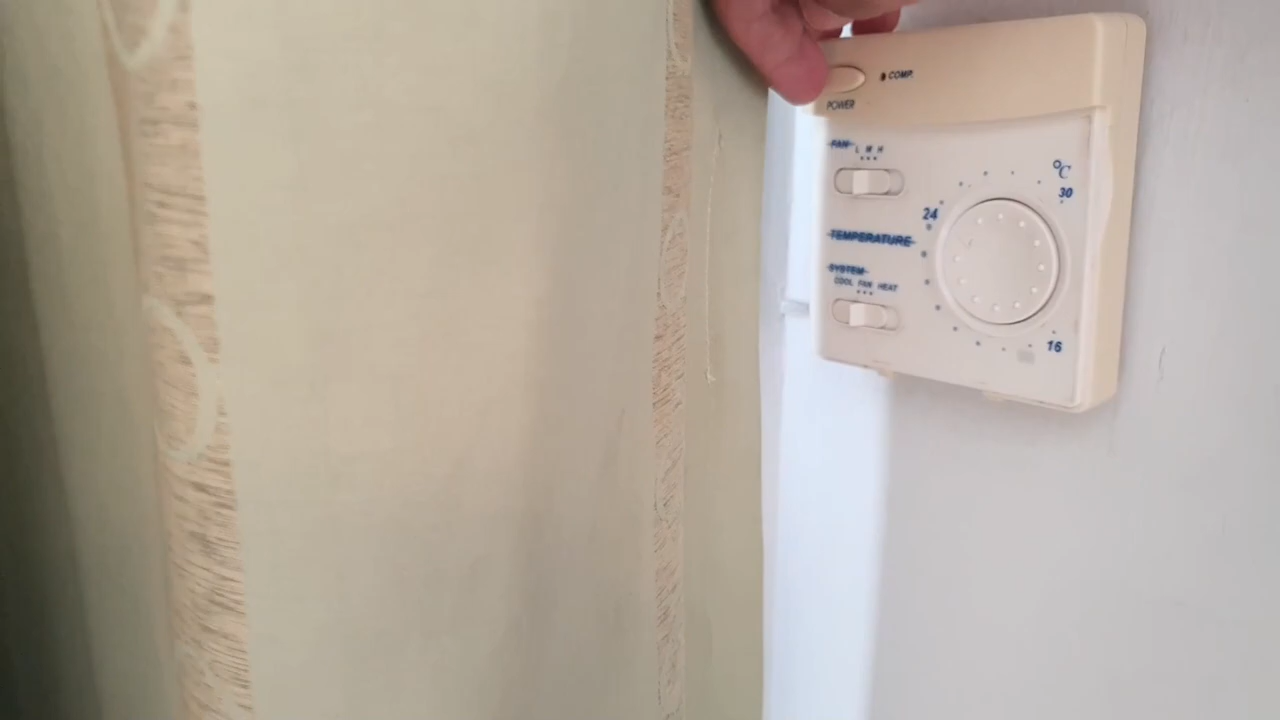 COMP.
POWER
FAN
L M H
°C
30
24
TEMPERATURE
SYSTEM
COOL FAN HEAT
16